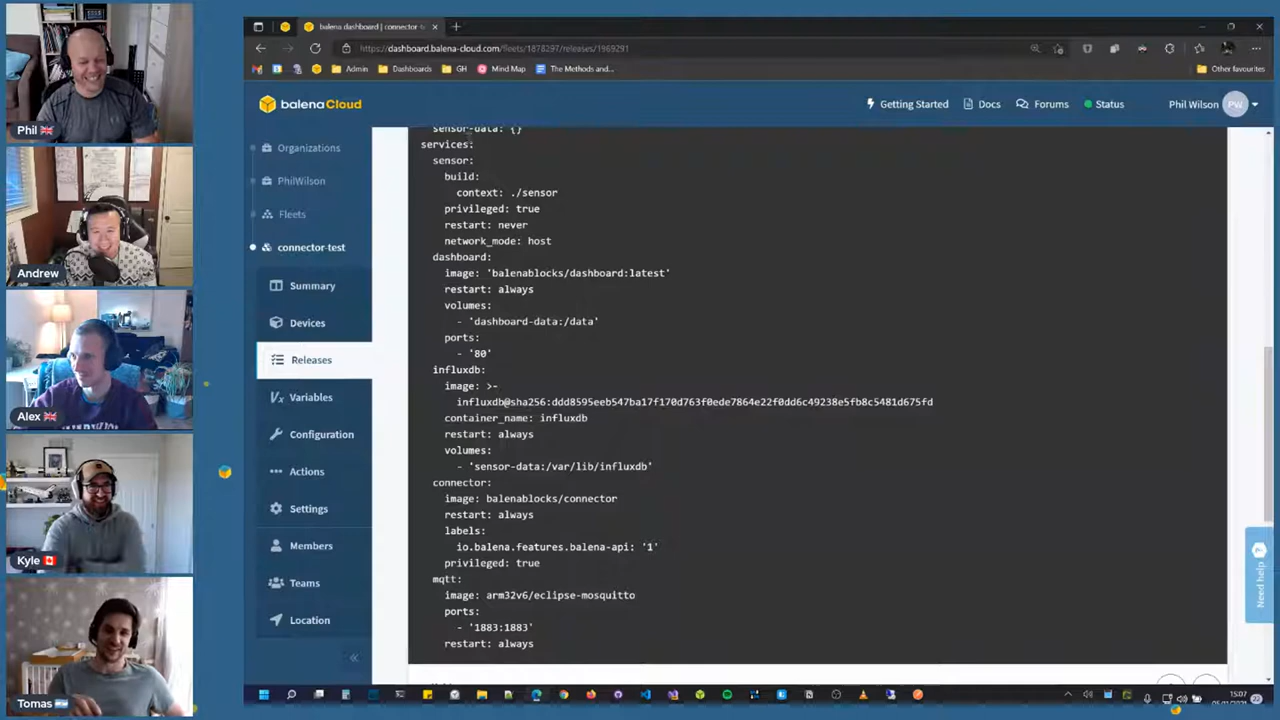 Phil
Andrew
Alex
Kyle
Tomas
balena dashboard | connector
https://dashboard.balena-cloud.com/fleets/1878297/releases/1969291
Admin
Dashboards
GH
Mind Map
The Methods and...
Other favourites
balenaCloud
Getting Started
Docs
Forums
Status
Phil Wilson
PW
Organizations
PhilWilson
Fleets
connector-test
Summary
Devices
Releases
Variables
Configuration
Actions
Settings
Members
Teams
Location
sensor-data: {}
services:
sensor:
build:
context: ./sensor
privileged: true
restart: never
network_mode: host
dashboard:
image: 'balenablocks/dashboard:latest'
restart: always
volumes:
- 'dashboard-data:/data'
ports:
- '80'
influxdb:
image: >-
influxdb@sha256:ddd8595eeb547ba17f170d763f0ede7864e22f0dd6c49238e5fb8c5481d675fd
container_name: influxdb
restart: always
volumes:
- 'sensor-data:/var/lib/influxdb'
connector:
image: balenablocks/connector
restart: always
labels:
io.balena.features.balena-api: '1'
privileged: true
mqtt:
image: arm32v6/eclipse-mosquitto
ports:
- '1883:1883'
restart: always
Need help
15:07